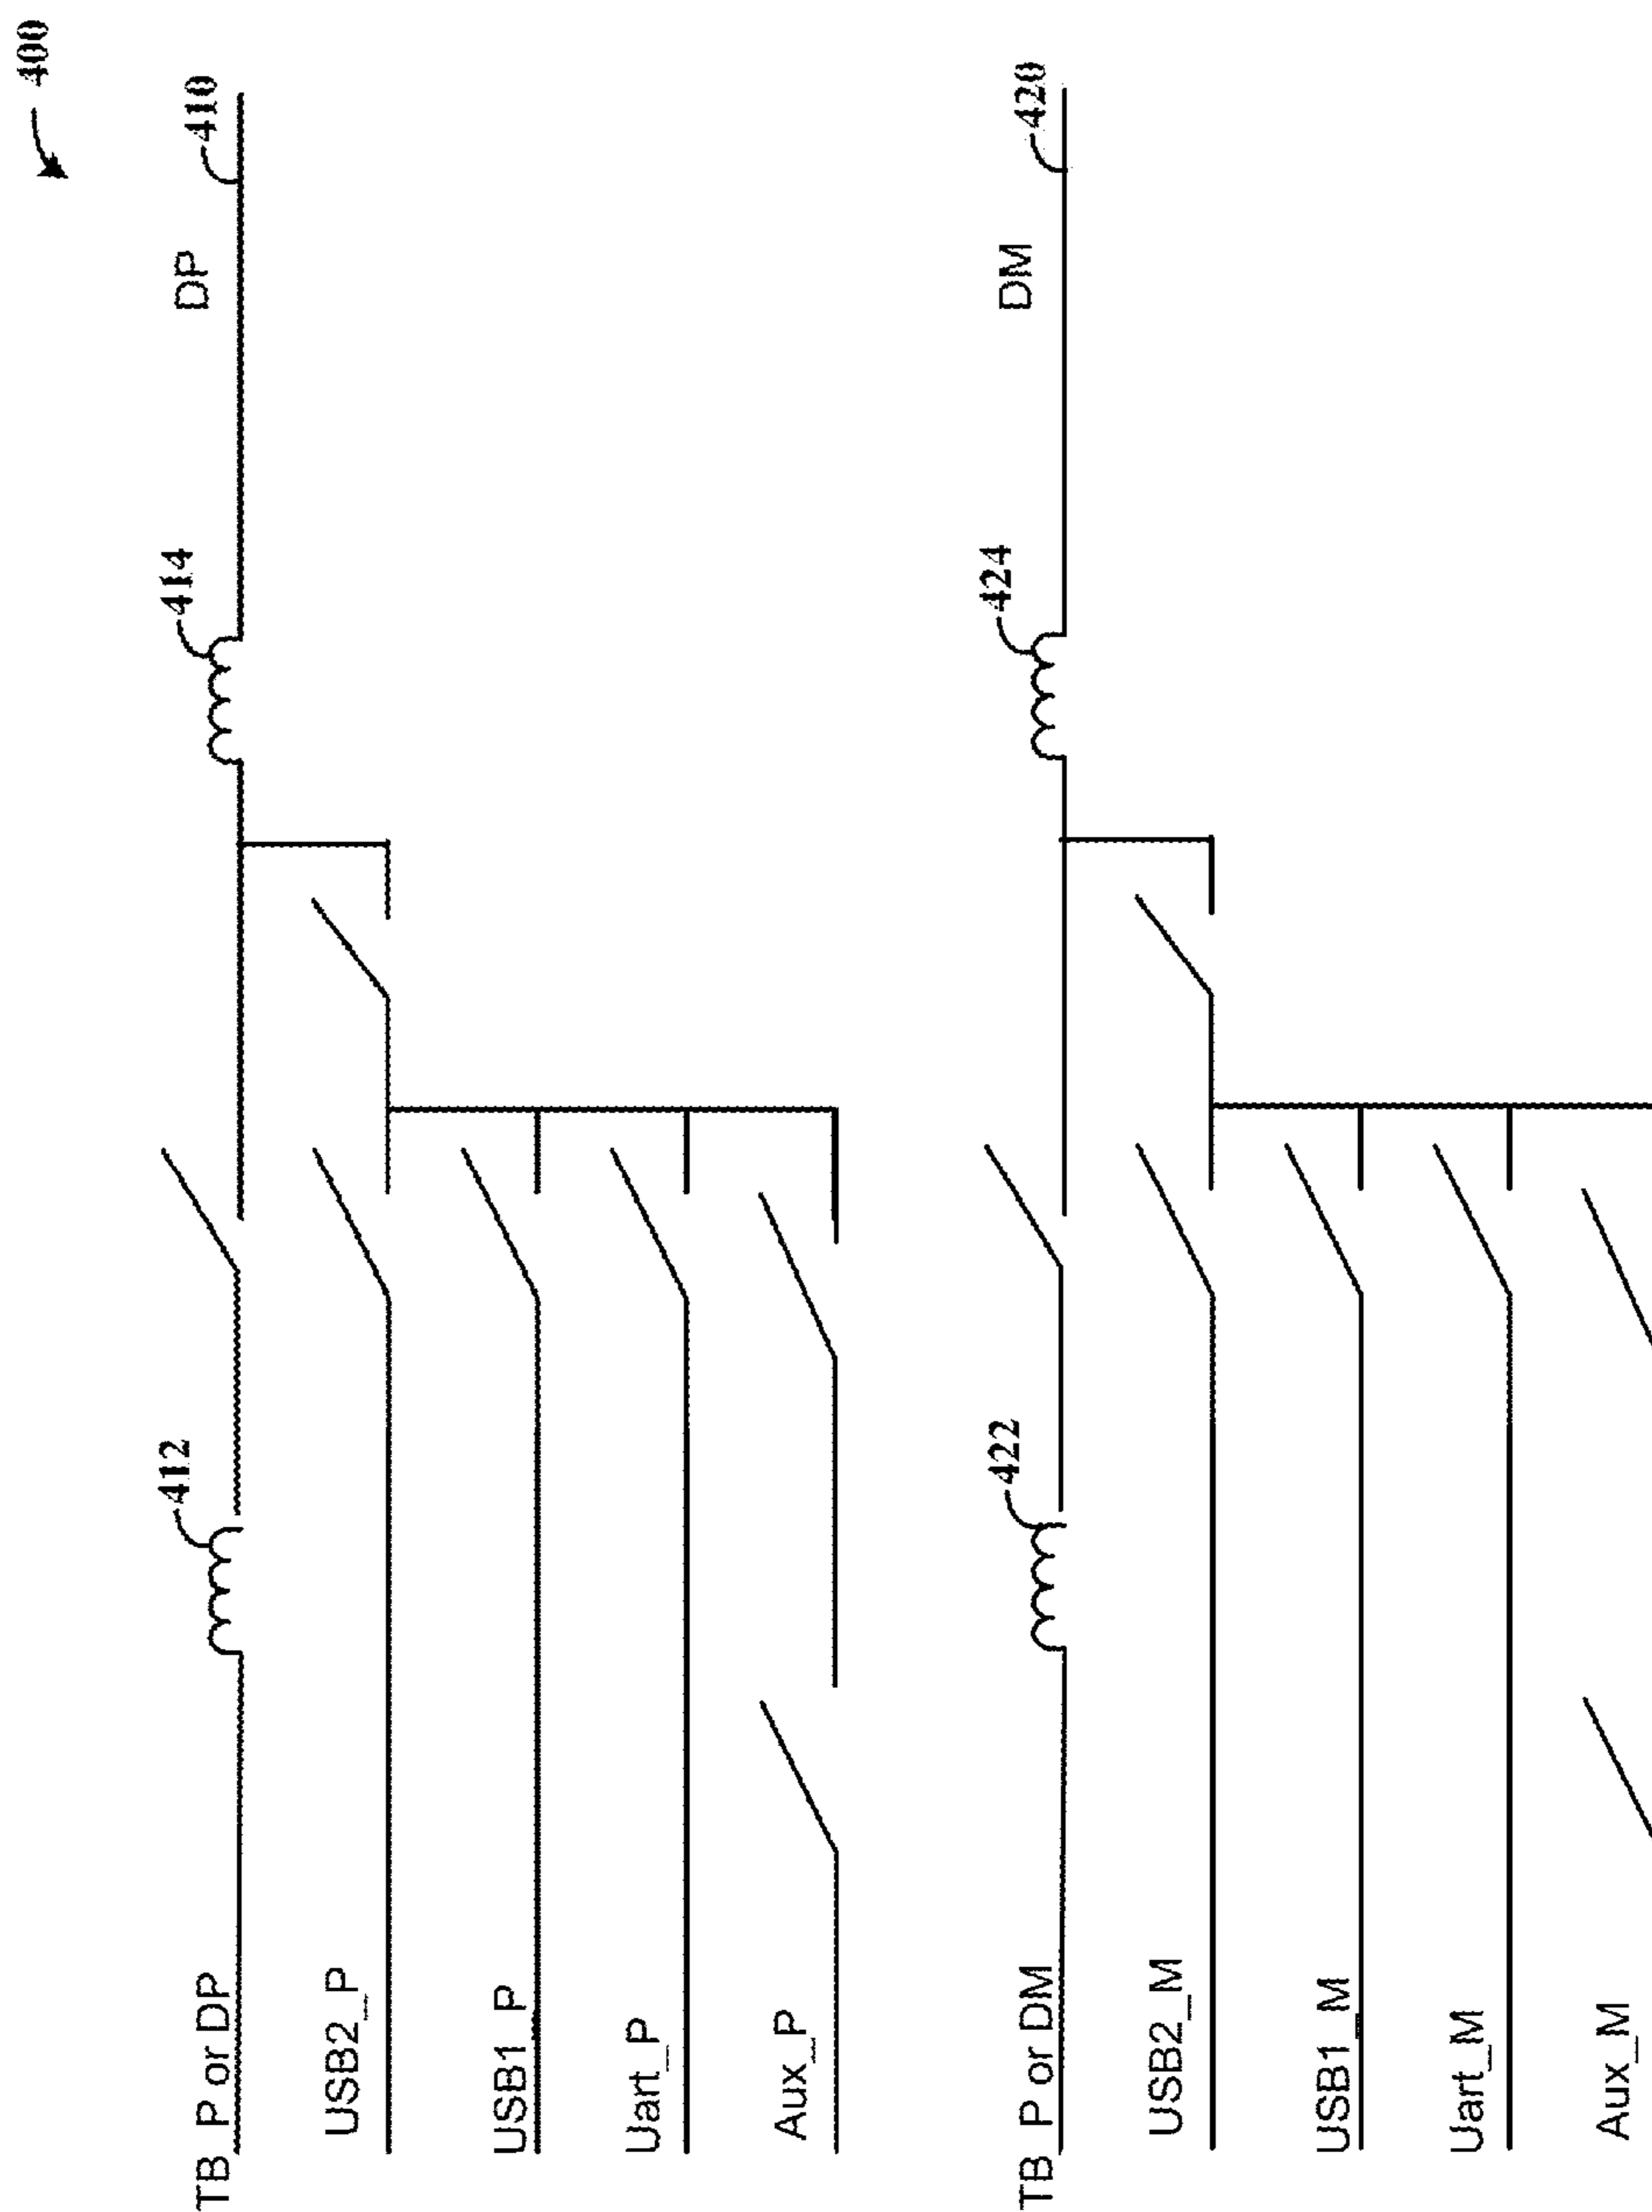 400
TB_P or DP
412
414
DP
410
USB2_P
USB1_P
Uart_P
Aux_P
TB_P or DM
422
424
DM
420
USB2_M
USB1_M
Uart_M
Aux_M